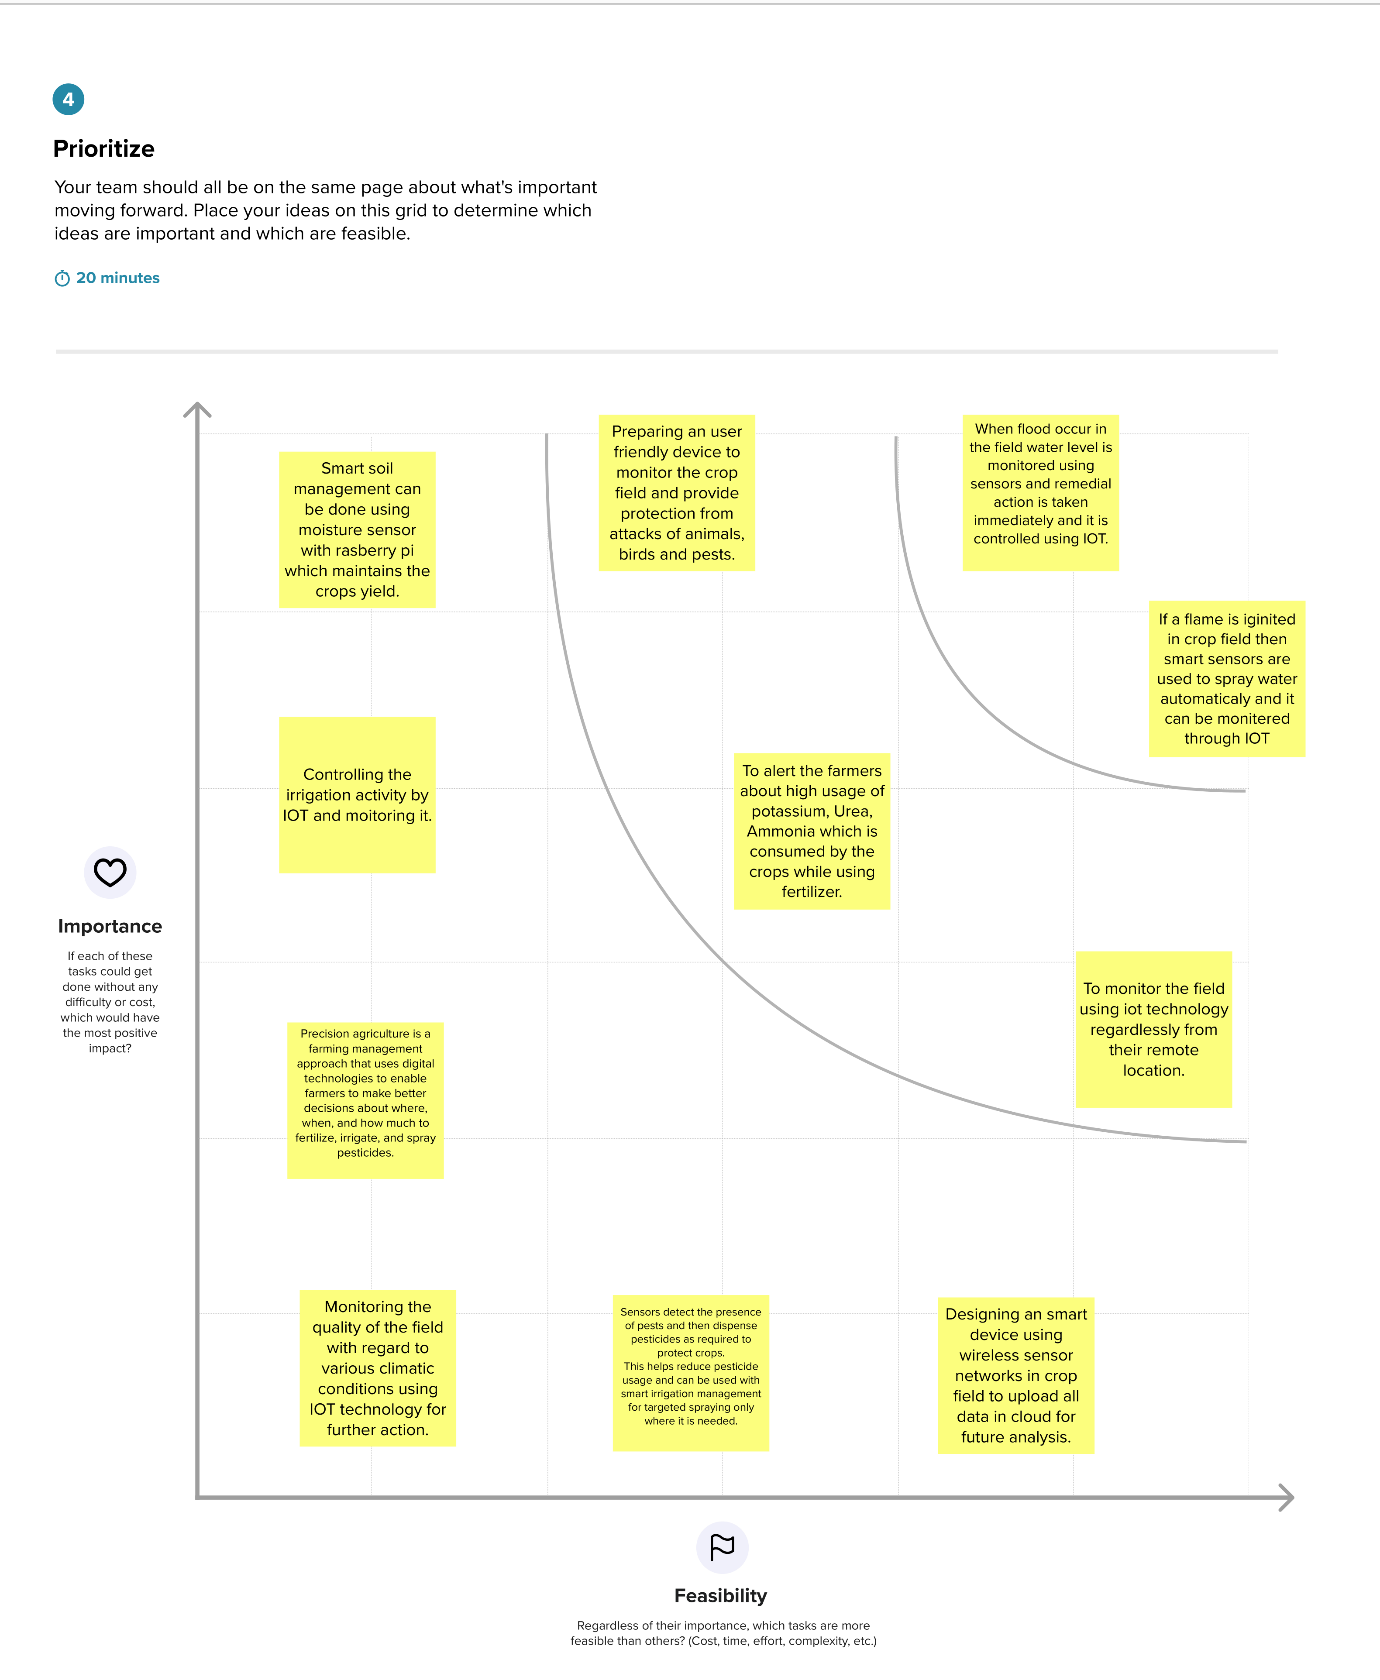 4
Prioritize
Your team should all be on the same page about what's important
moving forward. Place your ideas on this grid to determine which
ideas are important and which are feasible.
20 minutes
Smart soil
management can
be done using
moisture sensor
with rasberry pi
which maintains the
crops yield.
Preparing an user
friendly device to
monitor the crop
field and provide
protection from
attacks of animals,
birds and pests.
When flood occur in
the field water level is
monitored using
sensors and remedial
action is taken
immediately and it is
controlled using IOT.
If a flame is iginited
in crop field then
smart sensors are
used to spray water
automaticaly and it
can be monitered
through IOT
Controlling the
irrigation activity by
IOT and moitoring it.
To alert the farmers
about high usage of
potassium, Urea,
Ammonia which is
consumed by the
crops while using
fertilizer.
Importance
If each of these
tasks could get
done without any
difficulty or cost,
which would have
the most positive
impact?
To monitor the field
using iot technology
regardlessly from
their remote
location.
Precision agriculture is a
farming management
approach that uses digital
technologies to enable
farmers to make better
decisions about where,
when, and how much to
fertilize, irrigate, and spray
pesticides.
Monitoring the
quality of the field
with regard to
various climatic
conditions using
IOT technology for
further action.
Sensors detect the presence
of pests and then dispense
pesticides as required to
protect crops.
This helps reduce pesticide
usage and can be used with
smart irrigation management
for targeted spraying only
where it is needed.
Designing an smart
device using
wireless sensor
networks in crop
field to upload all
data in cloud for
future analysis.
Feasibility
Regardless of their importance, which tasks are more
feasible than others? (Cost, time, effort, complexity, etc.)